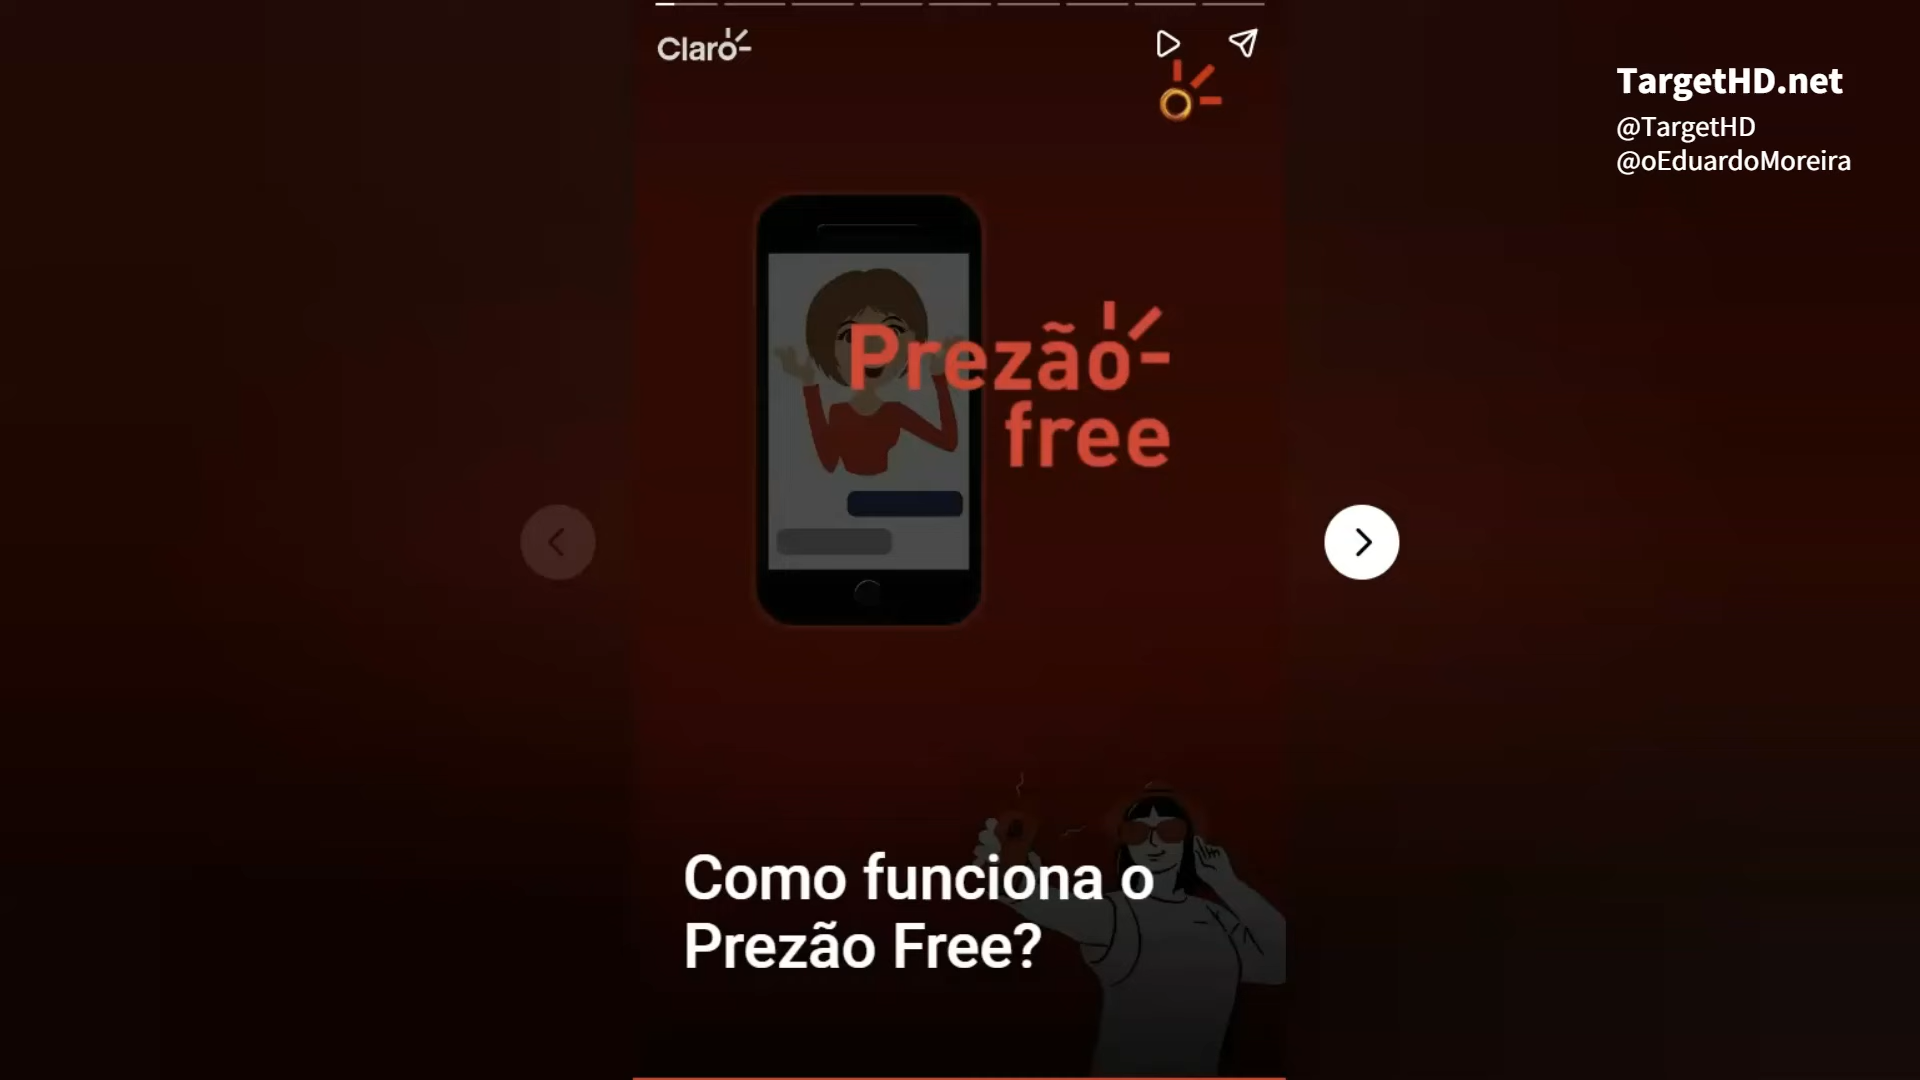 Claro
TargetHD.net
@TargetHD
@oEduardoMoreira
Prezão
free
Como funciona o
Prezão Free?